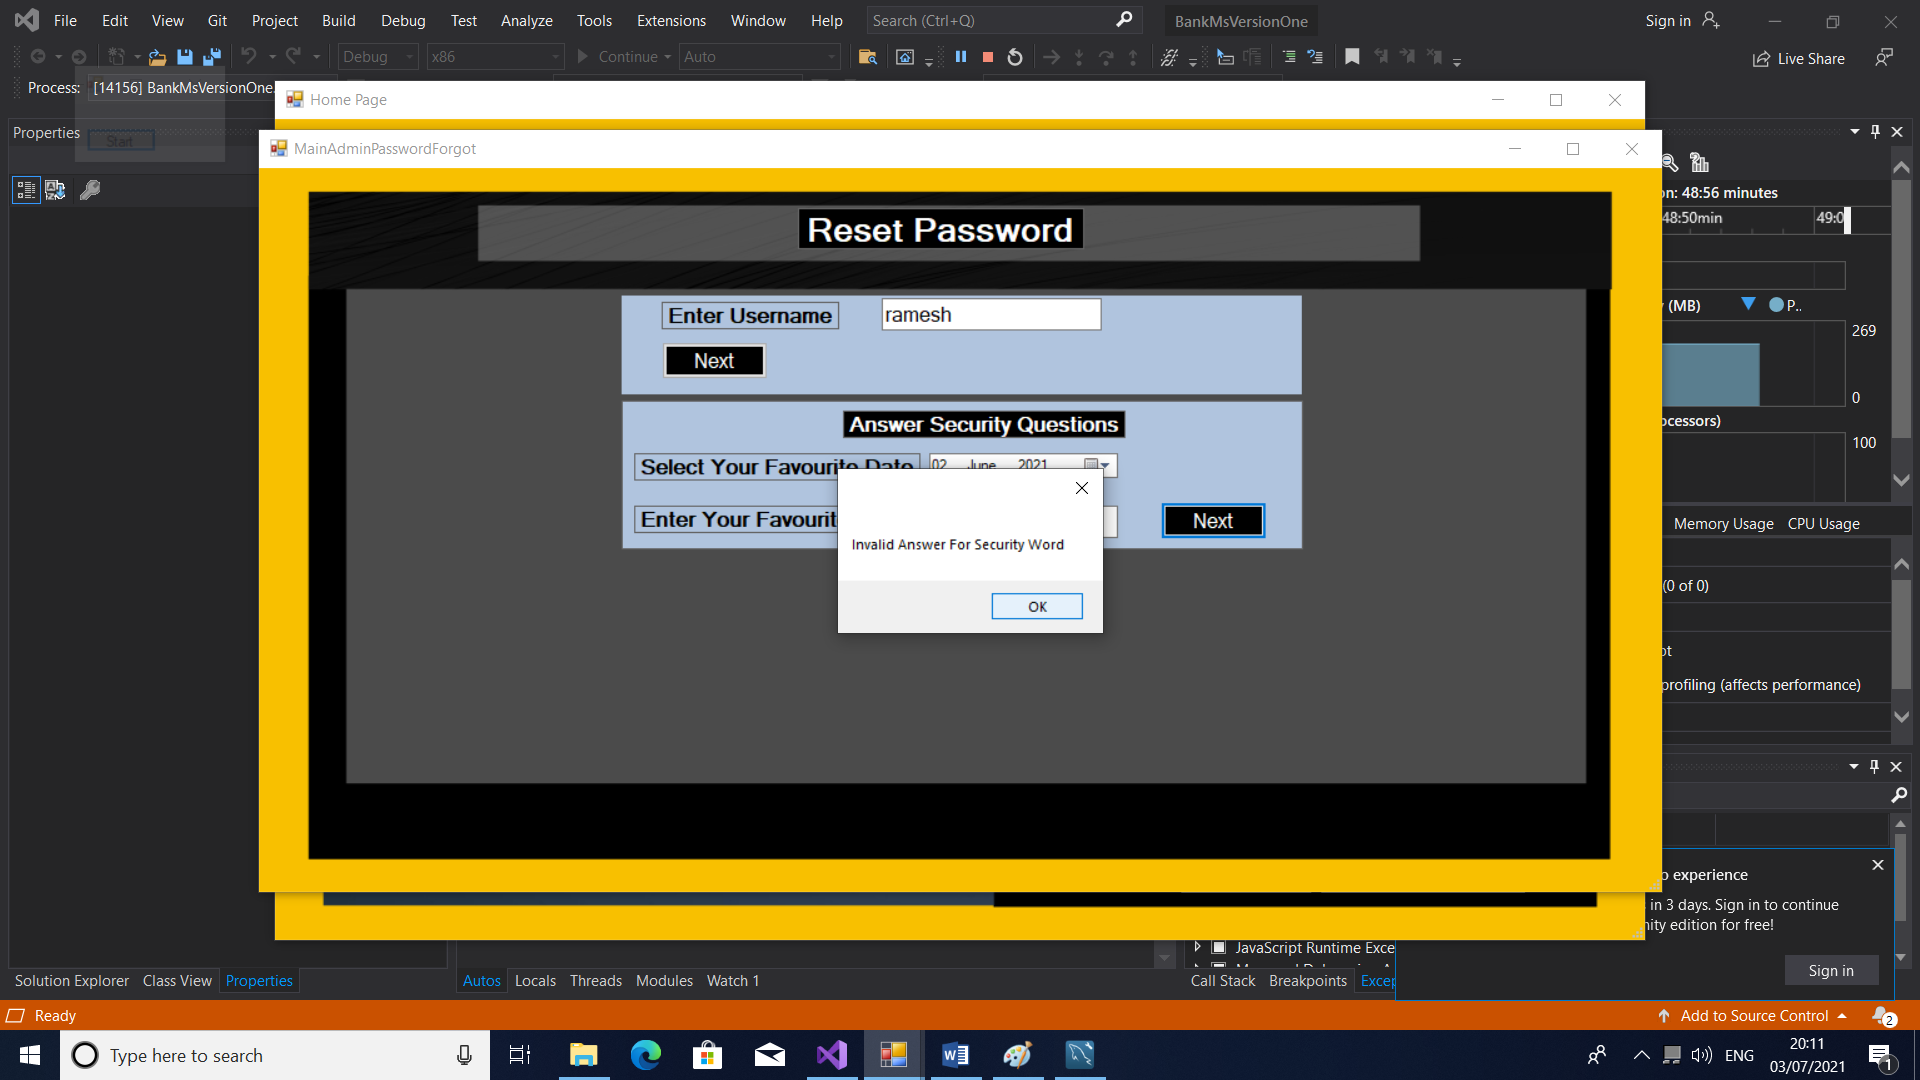 File Edit View Git Project Build Debug Test Analyze Tools Extensions Window Help Search (Ctrl+Q) BankMsVersionOne Sign in
Debug x86 Continue Auto Live Share
Process: [14156] BankMsVersionOne.
Home Page
Properties
Start
MainAdminPasswordForgot
on: 48:56 minutes
48:50min 49:0
Reset Password
Enter Username ramesh
(MB) P..
269
0
Next
Answer Security Questions
ocessors)
100
Select Your Favourite Date 02 June 2021
Enter Your Favourit
Next
Invalid Answer For Security Word
OK
Memory Usage CPU Usage
(0 of 0)
ot
profiling (affects performance)
o experience
in 3 days. Sign in to continue
nity edition for free!
Sign in
JavaScript Runtime Exce
Solution Explorer Class View Properties Autos Locals Threads Modules Watch 1 Call Stack Breakpoints Excep
Ready Add to Source Control 2
Type here to search ENG 20:11
03/07/2021 1